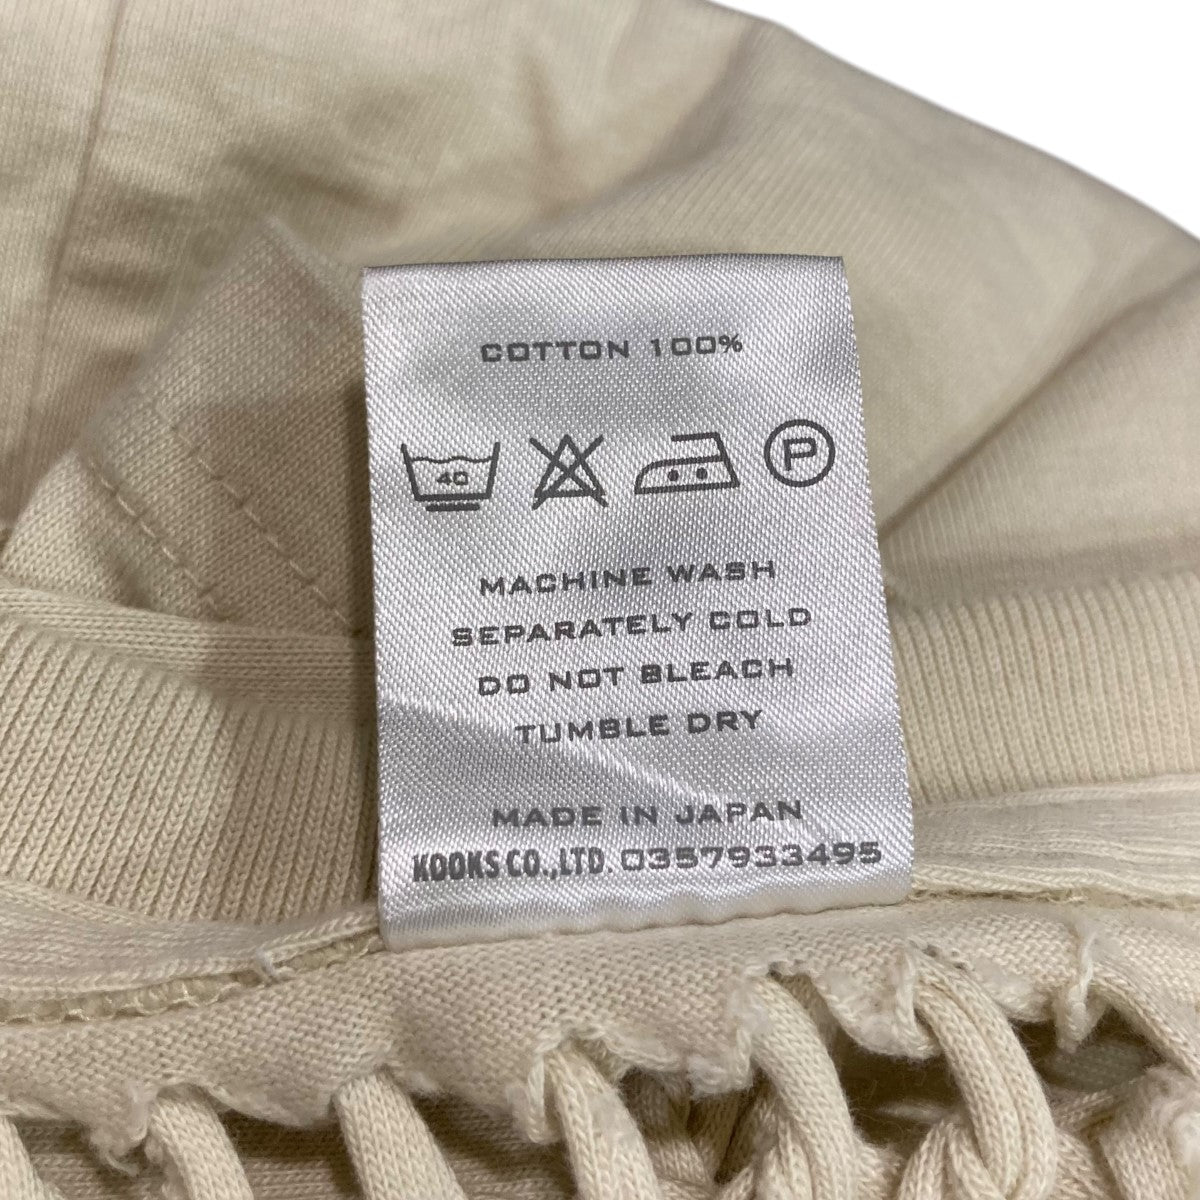 COTTON 100%
40 P
MACHINE WASH
SEPARATELY COLD
DO NOT BLEACH
TUMBLE DRY
MADE IN JAPAN
KOOKS CO.,LTD. 0357933495